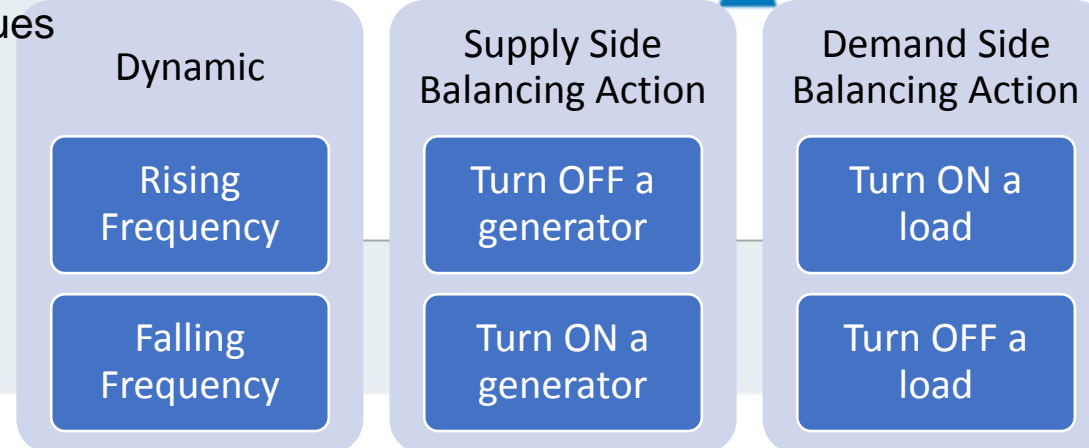 ues
Dynamic
Rising
Frequency
Falling
Frequency
Supply Side
Balancing Action
Turn OFF a
generator
Turn ON a
generator
Demand Side
Balancing Action
Turn ON a
load
Turn OFF a
load